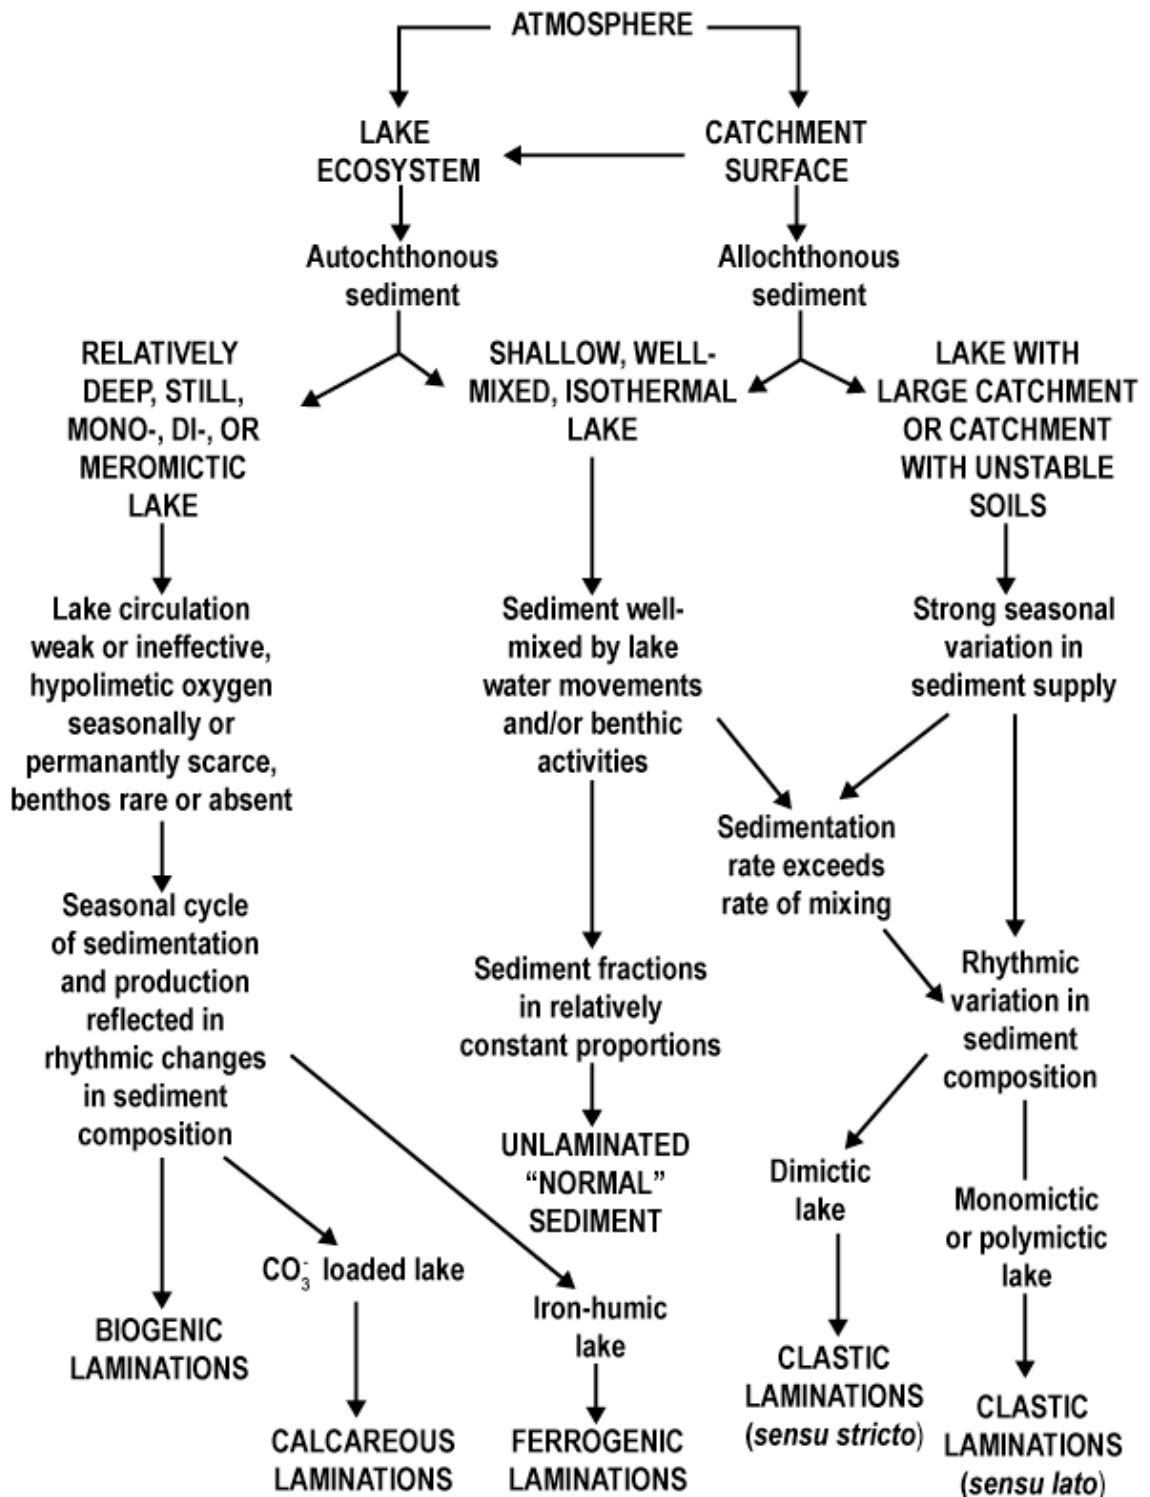 ATMOSPHERE
LAKE
ECOSYSTEM
CATCHMENT
SURFACE
Autochthonous
sediment
Allochthonous
sediment
RELATIVELY
DEEP, STILL,
MONO-, DI-, OR
MEROMICTIC
LAKE
SHALLOW, WELL-
MIXED, ISOTHERMAL
LAKE
LAKE WITH
LARGE CATCHMENT
OR CATCHMENT
WITH UNSTABLE
SOILS
Lake circulation
weak or ineffective,
hypolimetic oxygen
seasonally or
permanantly scarce,
benthos rare or absent
Sediment well-
mixed by lake
water movements
and/or benthic
activities
Strong seasonal
variation in
sediment supply
Sedimentation
rate exceeds
rate of mixing
Seasonal cycle
of sedimentation
and production
reflected in
rhythmic changes
in sediment
composition
Sediment fractions
in relatively
constant proportions
Rhythmic
variation in
sediment
composition
UNLAMINATED
“NORMAL”
SEDIMENT
Dimictic
lake
Monomictic
or polymictic
lake
CO₃⁻ loaded lake
Iron-humic
lake
BIOGENIC
LAMINATIONS
CALCAREOUS
LAMINATIONS
FERROGENIC
LAMINATIONS
CLASTIC
LAMINATIONS
(sensu stricto)
CLASTIC
LAMINATIONS
(sensu lato)